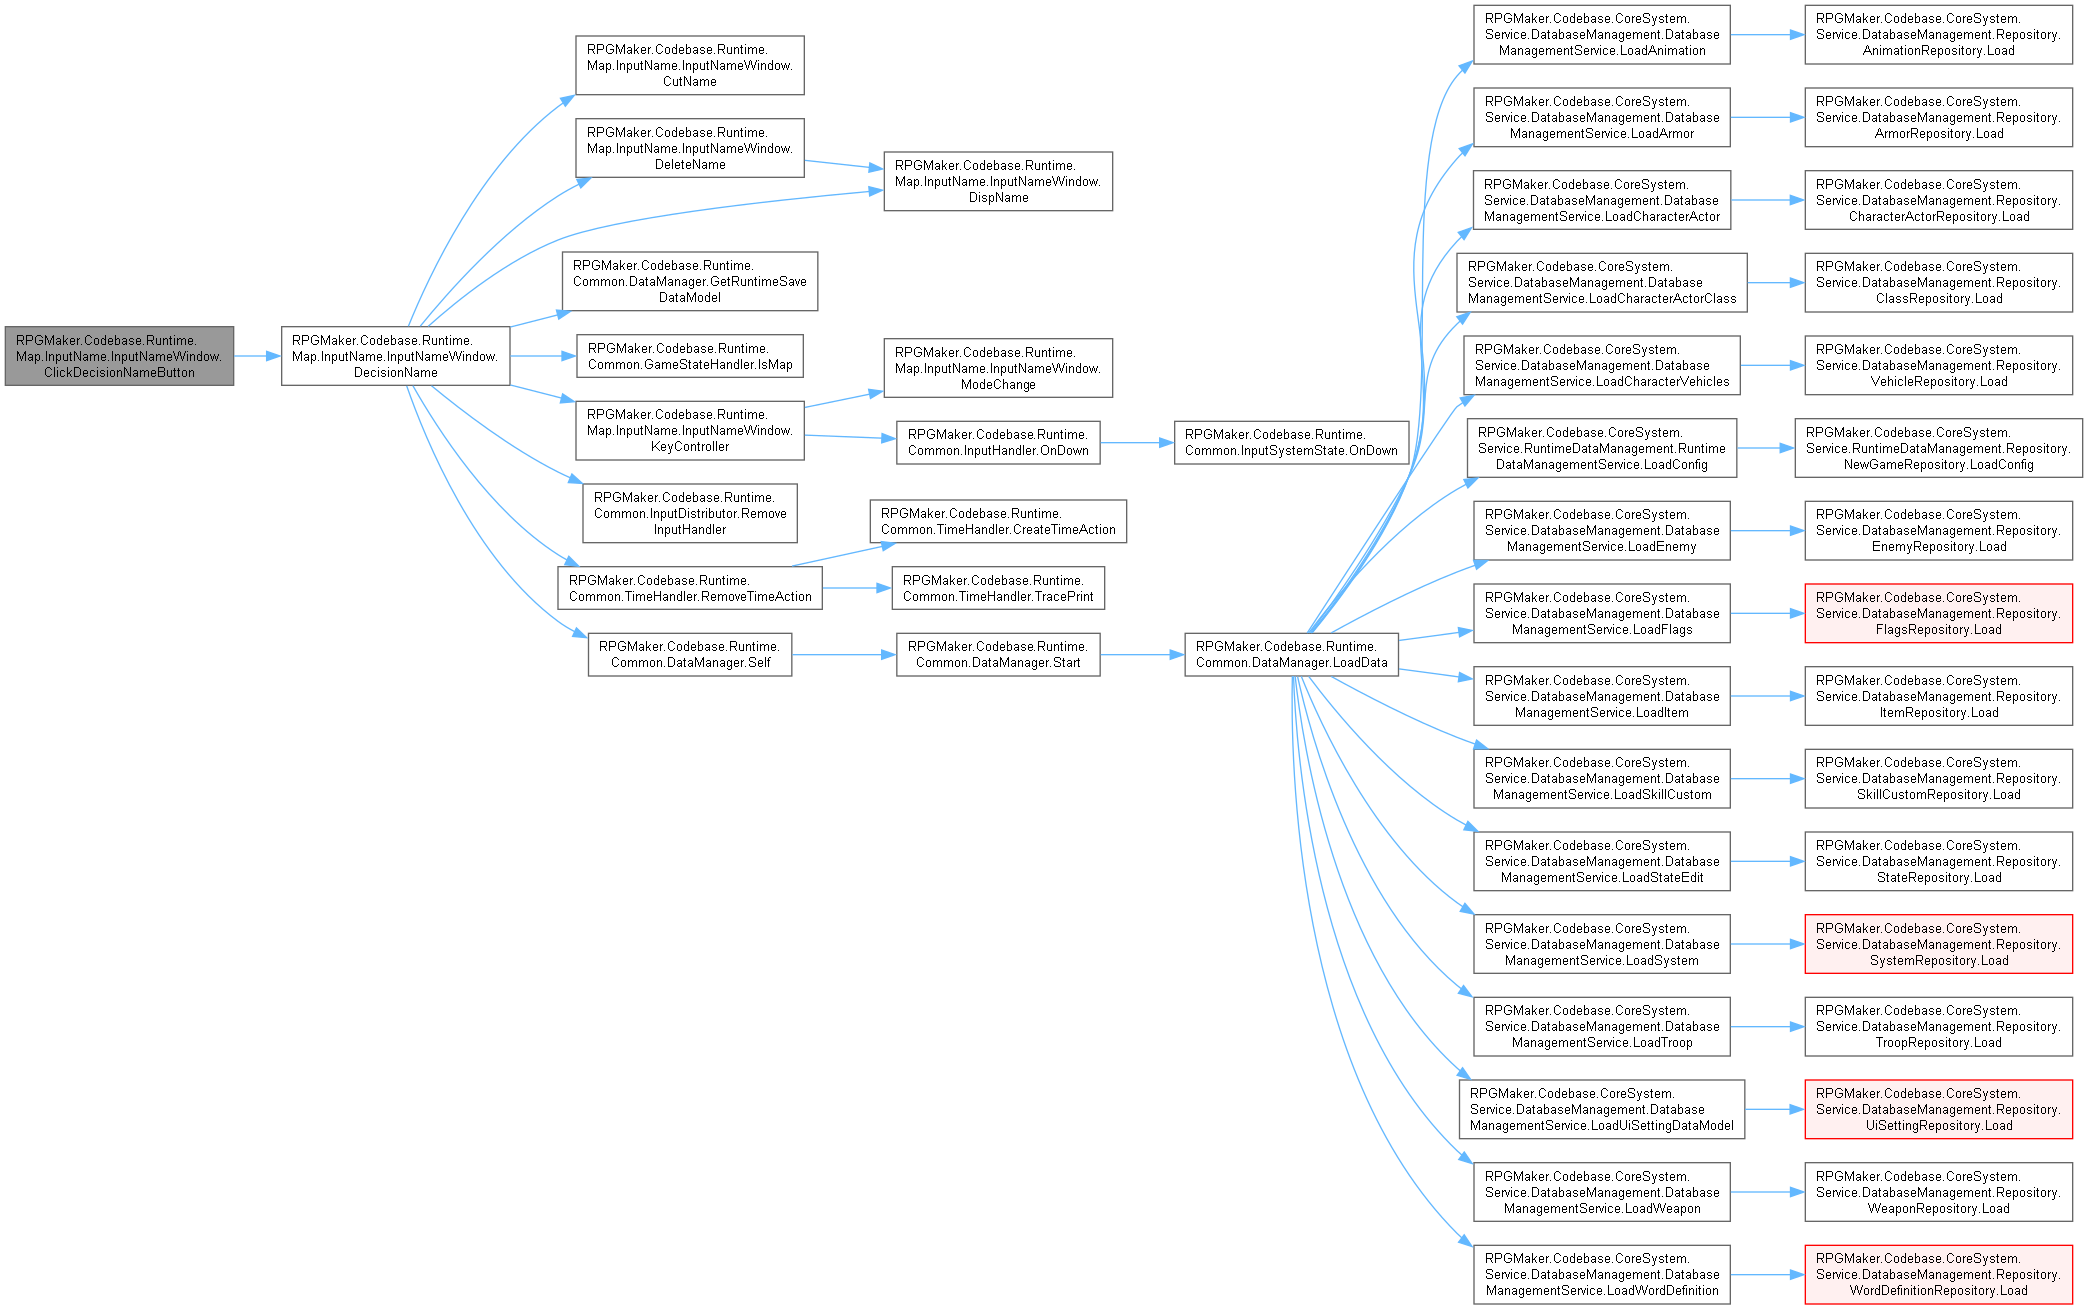 RPGMaker.Codebase.Runtime.
Map.InputName.InputNameWindow.
ClickDecisionNameButton
RPGMaker.Codebase.Runtime.
Map.InputName.InputNameWindow.
DecisionName
RPGMaker.Codebase.Runtime.
Map.InputName.InputNameWindow.
CutName
RPGMaker.Codebase.Runtime.
Map.InputName.InputNameWindow.
DeleteName
RPGMaker.Codebase.Runtime.
Common.DataManager.GetRuntimeSave
DataModel
RPGMaker.Codebase.Runtime.
Common.GameStateHandler.IsMap
RPGMaker.Codebase.Runtime.
Map.InputName.InputNameWindow.
KeyController
RPGMaker.Codebase.Runtime.
Common.InputDistributor.Remove
InputHandler
RPGMaker.Codebase.Runtime.
Common.TimeHandler.RemoveTimeAction
RPGMaker.Codebase.Runtime.
Common.DataManager.Self
RPGMaker.Codebase.Runtime.
Map.InputName.InputNameWindow.
DispName
RPGMaker.Codebase.Runtime.
Map.InputName.InputNameWindow.
ModeChange
RPGMaker.Codebase.Runtime.
Common.InputHandler.OnDown
RPGMaker.Codebase.Runtime.
Common.TimeHandler.CreateTimeAction
RPGMaker.Codebase.Runtime.
Common.TimeHandler.TracePrint
RPGMaker.Codebase.Runtime.
Common.DataManager.Start
RPGMaker.Codebase.Runtime.
Common.InputSystemState.OnDown
RPGMaker.Codebase.Runtime.
Common.DataManager.LoadData
RPGMaker.Codebase.CoreSystem.
Service.DatabaseManagement.Database
ManagementService.LoadAnimation
RPGMaker.Codebase.CoreSystem.
Service.DatabaseManagement.Repository.
AnimationRepository.Load
RPGMaker.Codebase.CoreSystem.
Service.DatabaseManagement.Database
ManagementService.LoadArmor
RPGMaker.Codebase.CoreSystem.
Service.DatabaseManagement.Repository.
ArmorRepository.Load
RPGMaker.Codebase.CoreSystem.
Service.DatabaseManagement.Database
ManagementService.LoadCharacterActor
RPGMaker.Codebase.CoreSystem.
Service.DatabaseManagement.Repository.
CharacterActorRepository.Load
RPGMaker.Codebase.CoreSystem.
Service.DatabaseManagement.Database
ManagementService.LoadCharacterActorClass
RPGMaker.Codebase.CoreSystem.
Service.DatabaseManagement.Repository.
ClassRepository.Load
RPGMaker.Codebase.CoreSystem.
Service.DatabaseManagement.Database
ManagementService.LoadCharacterVehicles
RPGMaker.Codebase.CoreSystem.
Service.DatabaseManagement.Repository.
VehicleRepository.Load
RPGMaker.Codebase.CoreSystem.
Service.RuntimeDataManagement.Runtime
DataManagementService.LoadConfig
RPGMaker.Codebase.CoreSystem.
Service.RuntimeDataManagement.Repository.
NewGameRepository.LoadConfig
RPGMaker.Codebase.CoreSystem.
Service.DatabaseManagement.Database
ManagementService.LoadEnemy
RPGMaker.Codebase.CoreSystem.
Service.DatabaseManagement.Repository.
EnemyRepository.Load
RPGMaker.Codebase.CoreSystem.
Service.DatabaseManagement.Database
ManagementService.LoadFlags
RPGMaker.Codebase.CoreSystem.
Service.DatabaseManagement.Repository.
FlagsRepository.Load
RPGMaker.Codebase.CoreSystem.
Service.DatabaseManagement.Database
ManagementService.LoadItem
RPGMaker.Codebase.CoreSystem.
Service.DatabaseManagement.Repository.
ItemRepository.Load
RPGMaker.Codebase.CoreSystem.
Service.DatabaseManagement.Database
ManagementService.LoadSkillCustom
RPGMaker.Codebase.CoreSystem.
Service.DatabaseManagement.Repository.
SkillCustomRepository.Load
RPGMaker.Codebase.CoreSystem.
Service.DatabaseManagement.Database
ManagementService.LoadStateEdit
RPGMaker.Codebase.CoreSystem.
Service.DatabaseManagement.Repository.
StateRepository.Load
RPGMaker.Codebase.CoreSystem.
Service.DatabaseManagement.Database
ManagementService.LoadSystem
RPGMaker.Codebase.CoreSystem.
Service.DatabaseManagement.Repository.
SystemRepository.Load
RPGMaker.Codebase.CoreSystem.
Service.DatabaseManagement.Database
ManagementService.LoadTroop
RPGMaker.Codebase.CoreSystem.
Service.DatabaseManagement.Repository.
TroopRepository.Load
RPGMaker.Codebase.CoreSystem.
Service.DatabaseManagement.Database
ManagementService.LoadUiSettingDataModel
RPGMaker.Codebase.CoreSystem.
Service.DatabaseManagement.Repository.
UiSettingRepository.Load
RPGMaker.Codebase.CoreSystem.
Service.DatabaseManagement.Database
ManagementService.LoadWeapon
RPGMaker.Codebase.CoreSystem.
Service.DatabaseManagement.Repository.
WeaponRepository.Load
RPGMaker.Codebase.CoreSystem.
Service.DatabaseManagement.Database
ManagementService.LoadWordDefinition
RPGMaker.Codebase.CoreSystem.
Service.DatabaseManagement.Repository.
WordDefinitionRepository.Load